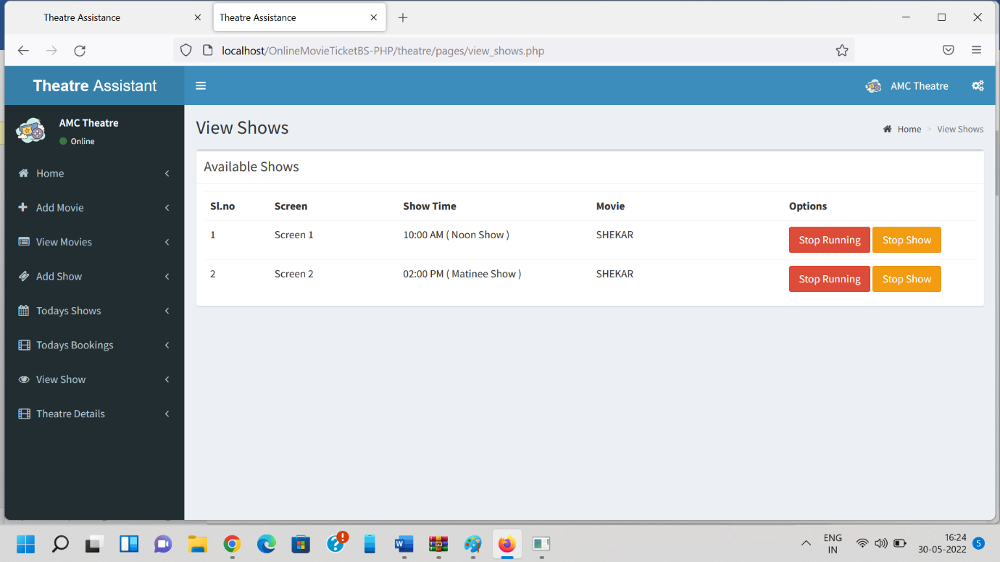 Theatre Assistance
Theatre Assistance
localhost/OnlineMovieTicketBS-PHP/theatre/pages/view_shows.php
Theatre Assistant
AMC Theatre
AMC Theatre
Online
Home
Add Movie
View Movies
Add Show
Todays Shows
Todays Bookings
View Show
Theatre Details
View Shows
Home > View Shows
Available Shows
Sl.no Screen Show Time Movie Options
1 Screen 1 10:00 AM ( Noon Show ) SHEKAR Stop Running Stop Show
2 Screen 2 02:00 PM ( Matinee Show ) SHEKAR Stop Running Stop Show
ENG
IN
16:24
30-05-2022
5